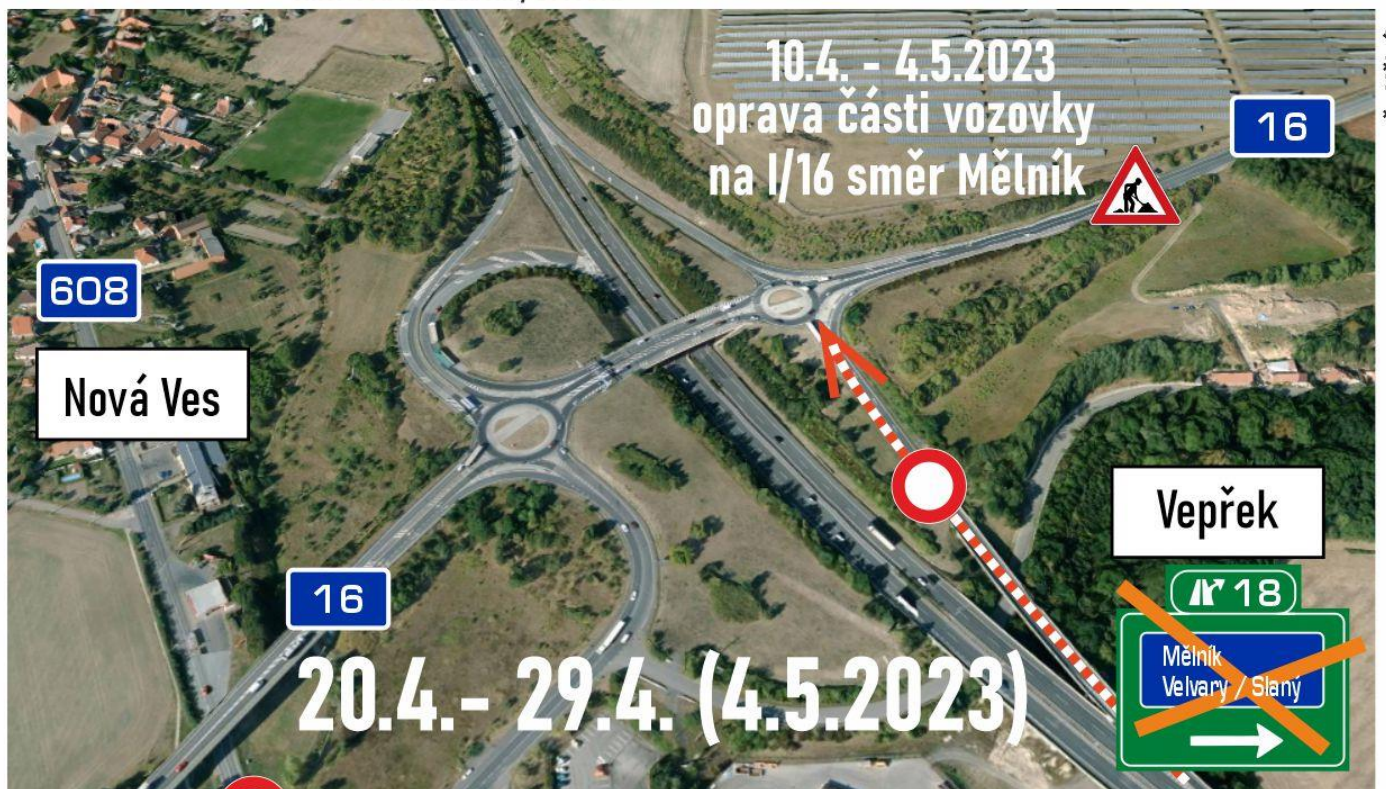 10.4. - 4.5.2023
oprava části vozovky
na I/16 směr Mělník
16
608
Nová Ves
Vepřek
18
16
Mělník
Velvary / Slaný
20.4.- 29.4. (4.5.2023)